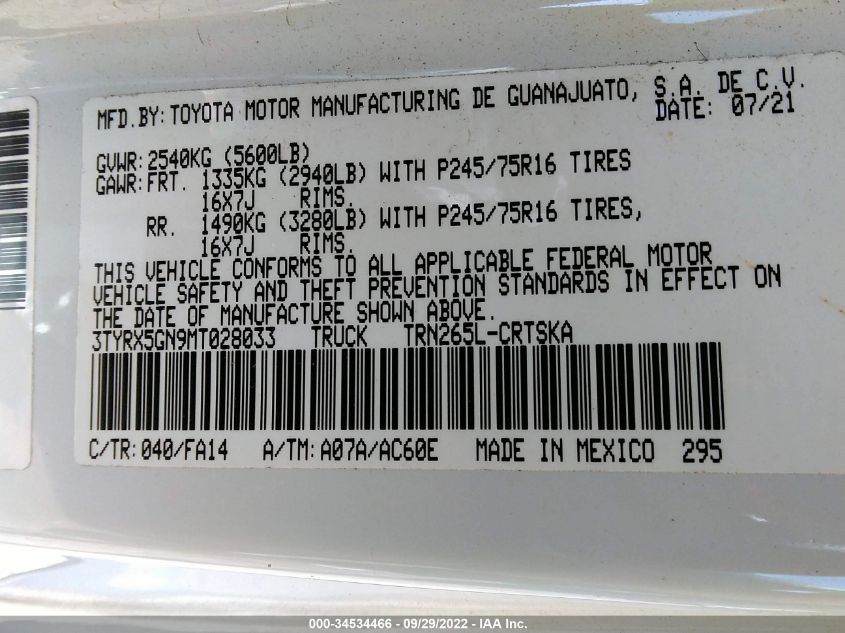 MFD.BY:TOYOTA MOTOR MANUFACTURING DE GUANAJUATO, S.A. DE C.V.
DATE: 07/21
GVWR:2540KG (5600LB)
GAWR:FRT. 1335KG (2940LB) WITH P245/75R16 TIRES
16X7J RIMS.
RR. 1490KG (3280LB) WITH P245/75R16 TIRES,
16X7J RIMS.
THIS VEHICLE CONFORMS TO ALL APPLICABLE FEDERAL MOTOR
VEHICLE SAFETY AND THEFT PREVENTION STANDARDS IN EFFECT ON
THE DATE OF MANUFACTURE SHOWN ABOVE.
3TYRX5GN9MT028033 TRUCK TRN265L-CRTSKA
C/TR:040/FA14 A/TM:A07A/AC60E MADE IN MEXICO 295
000-34534466 - 09/29/2022 - IAA Inc.